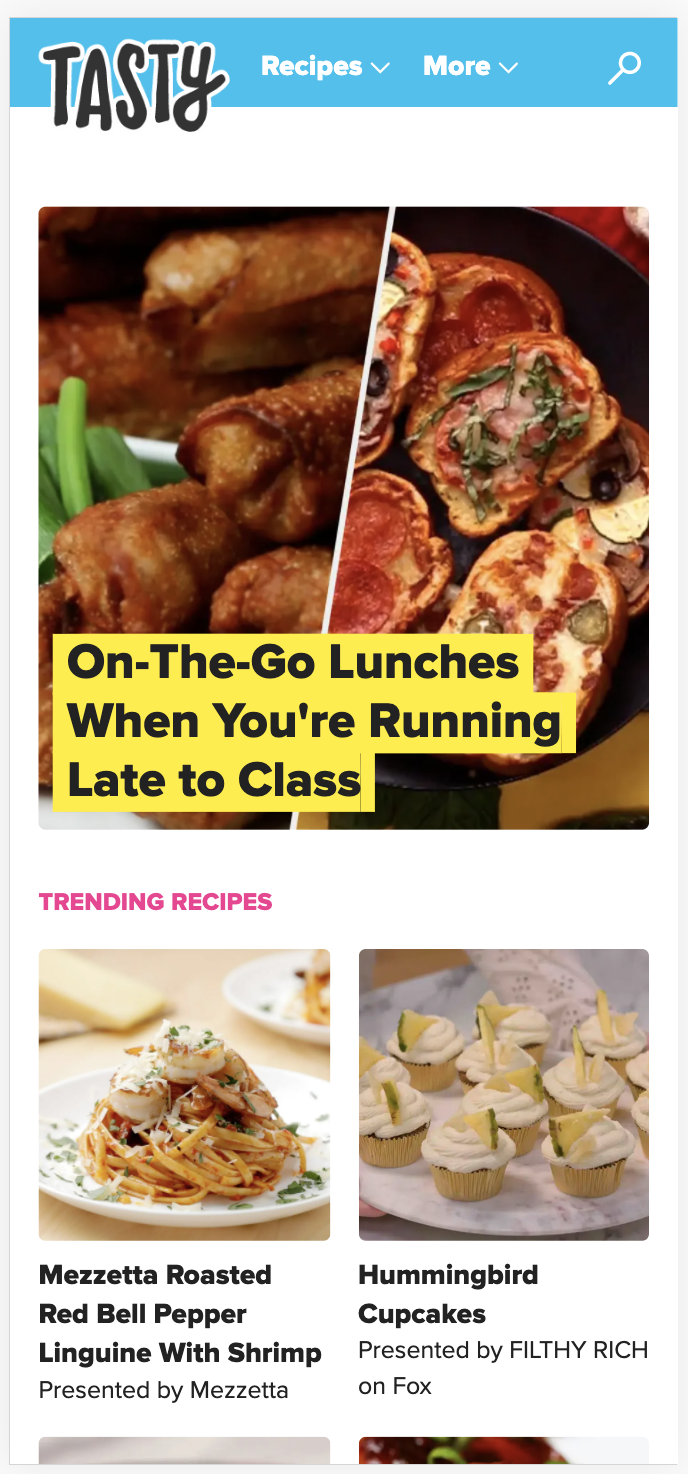 TASTY
Recipes
More
On-The-Go Lunches
When You're Running
Late to Class
TRENDING RECIPES
Mezzetta Roasted
Red Bell Pepper
Linguine With Shrimp
Presented by Mezzetta
Hummingbird
Cupcakes
Presented by FILTHY RICH
on Fox